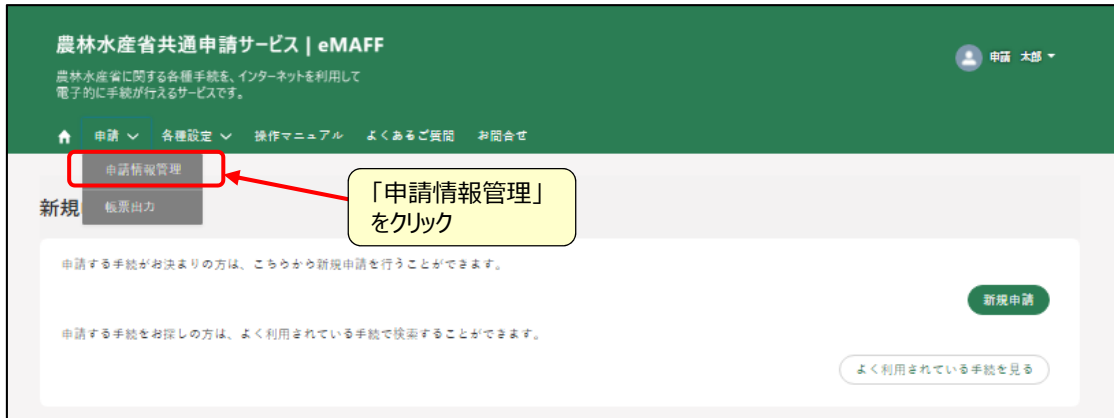 農林水産省共通申請サービス | eMAFF
農林水産省に関する各種手続を、インターネットを利用して
電子的に手続が行えるサービスです。
申請 太郎
申請 各種設定 操作マニュアル よくあるご質問 お問合せ
申請情報管理
帳票出力
「申請情報管理」
をクリック
新規
申請する手続がお決まりの方は、こちらから新規申請を行うことができます。
新規申請
申請する手続をお探しの方は、よく利用されている手続で検索することができます。
よく利用されている手続を見る